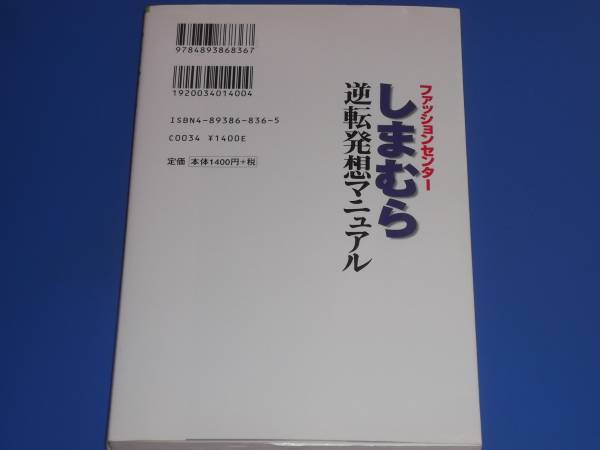 9784893868367
1920034014004
ISBN4-89386-836-5
C0034 ¥1400E
定価 本体1400円+税
ファッションセンター
しまむら
逆転発想マニュアル